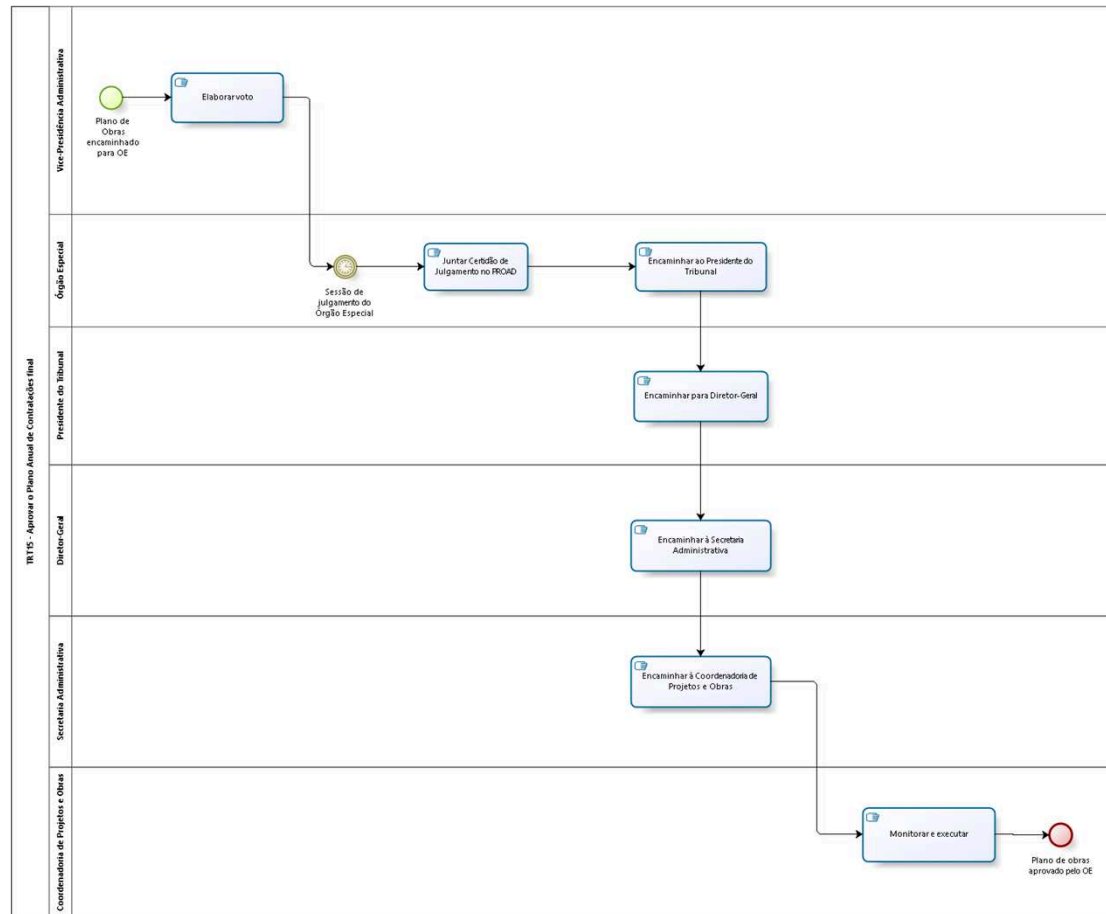 TRT15 - Aprovar o Plano Anual de Contratações final
Vice-Presidência Administrativa
Plano de
Obras
encaminhado
para OE
Elaborar voto
Órgão Especial
Sessão de
julgamento do
Órgão Especial
Juntar Certidão de
Julgamento no PROAD
Encaminhar ao Presidente do
Tribunal
Presidente do Tribunal
Encaminhar para Diretor-Geral
Diretor-Geral
Encaminhar à Secretaria
Administrativa
Secretaria Administrativa
Encaminhar à Coordenadoria de
Projetos e Obras
Coordenadoria de Projetos e Obras
Monitorar e executar
Plano de obras
aprovado pelo OE